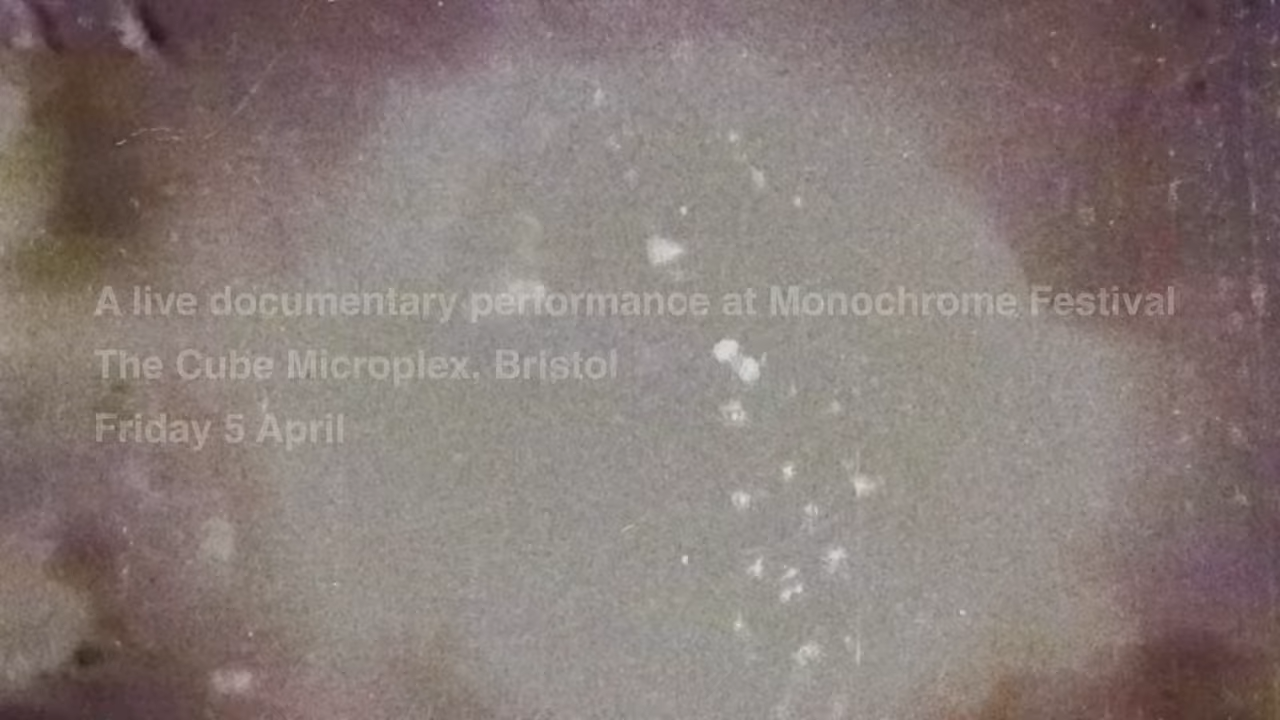 A live documentary performance at Monochrome Festival
The Cube Microplex. Bristol
Friday 5 April